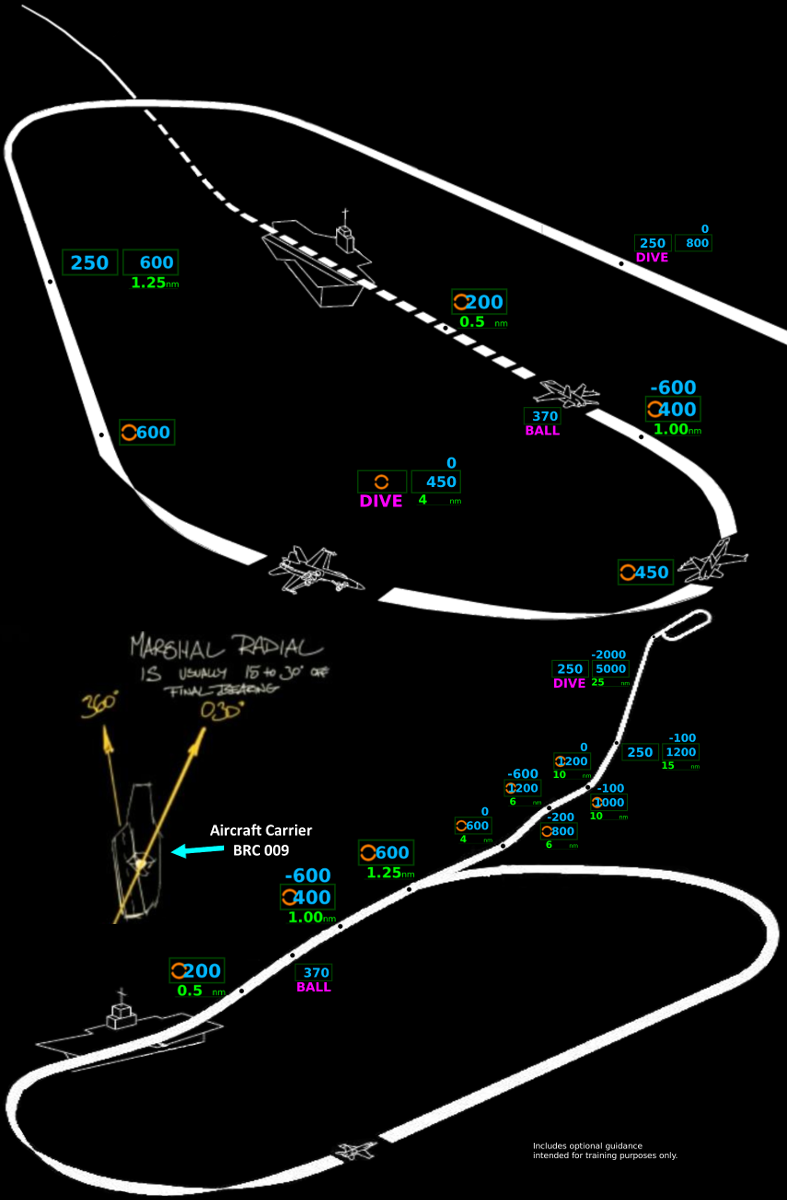 0
250 800
DIVE
250 600
1.25nm
200
0.5 nm
-600
400
1.00nm
370
BALL
600
0
450
DIVE 4 nm
450
MARSHAL RADIAL
IS USUALLY 15 TO 30° OFF
FINAL BEARING
360°
030°
Aircraft Carrier
BRC 009
-2000
250 5000
DIVE 25 nm
-100
250 1200
15 nm
0
1200
10 nm
-100
1000
10 nm
-600
1200
6 nm
-200
800
6 nm
0
600
4 nm
600
1.25nm
-600
400
1.00nm
370
BALL
200
0.5 nm
Includes optional guidance
intended for training purposes only.